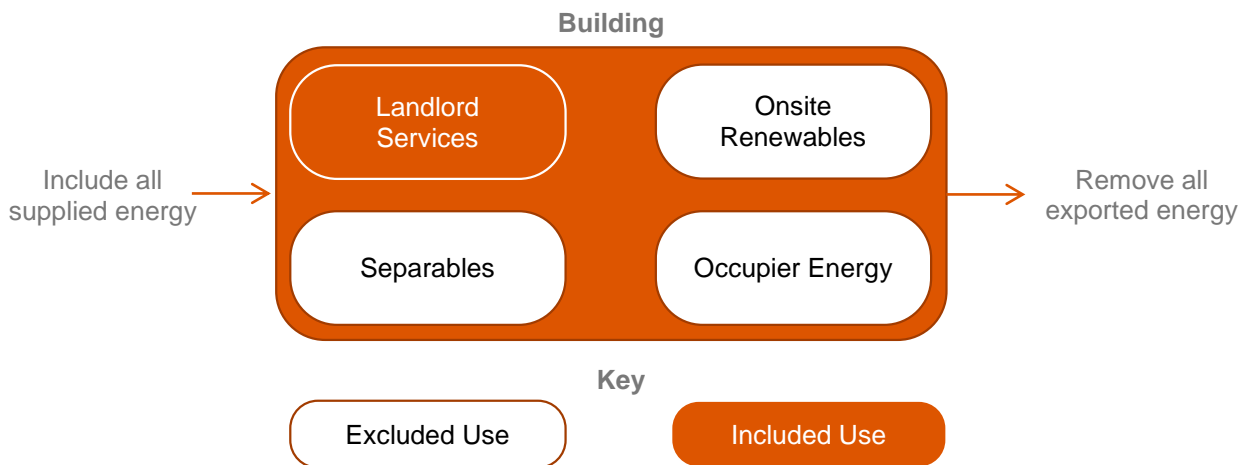 Building
Landlord
Services
Onsite
Renewables
Include all
supplied energy
Remove all
exported energy
Separables
Occupier Energy
Key
Excluded Use
Included Use